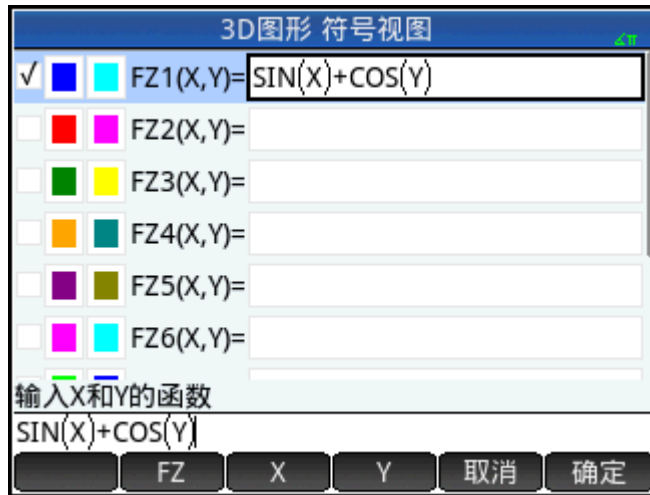 3D图形 符号视图
∡π
√ FZ1(X,Y)= SIN(X)+COS(Y)
FZ2(X,Y)=
FZ3(X,Y)=
FZ4(X,Y)=
FZ5(X,Y)=
FZ6(X,Y)=
输入X和Y的函数
SIN(X)+COS(Y)
FZ X Y 取消 确定